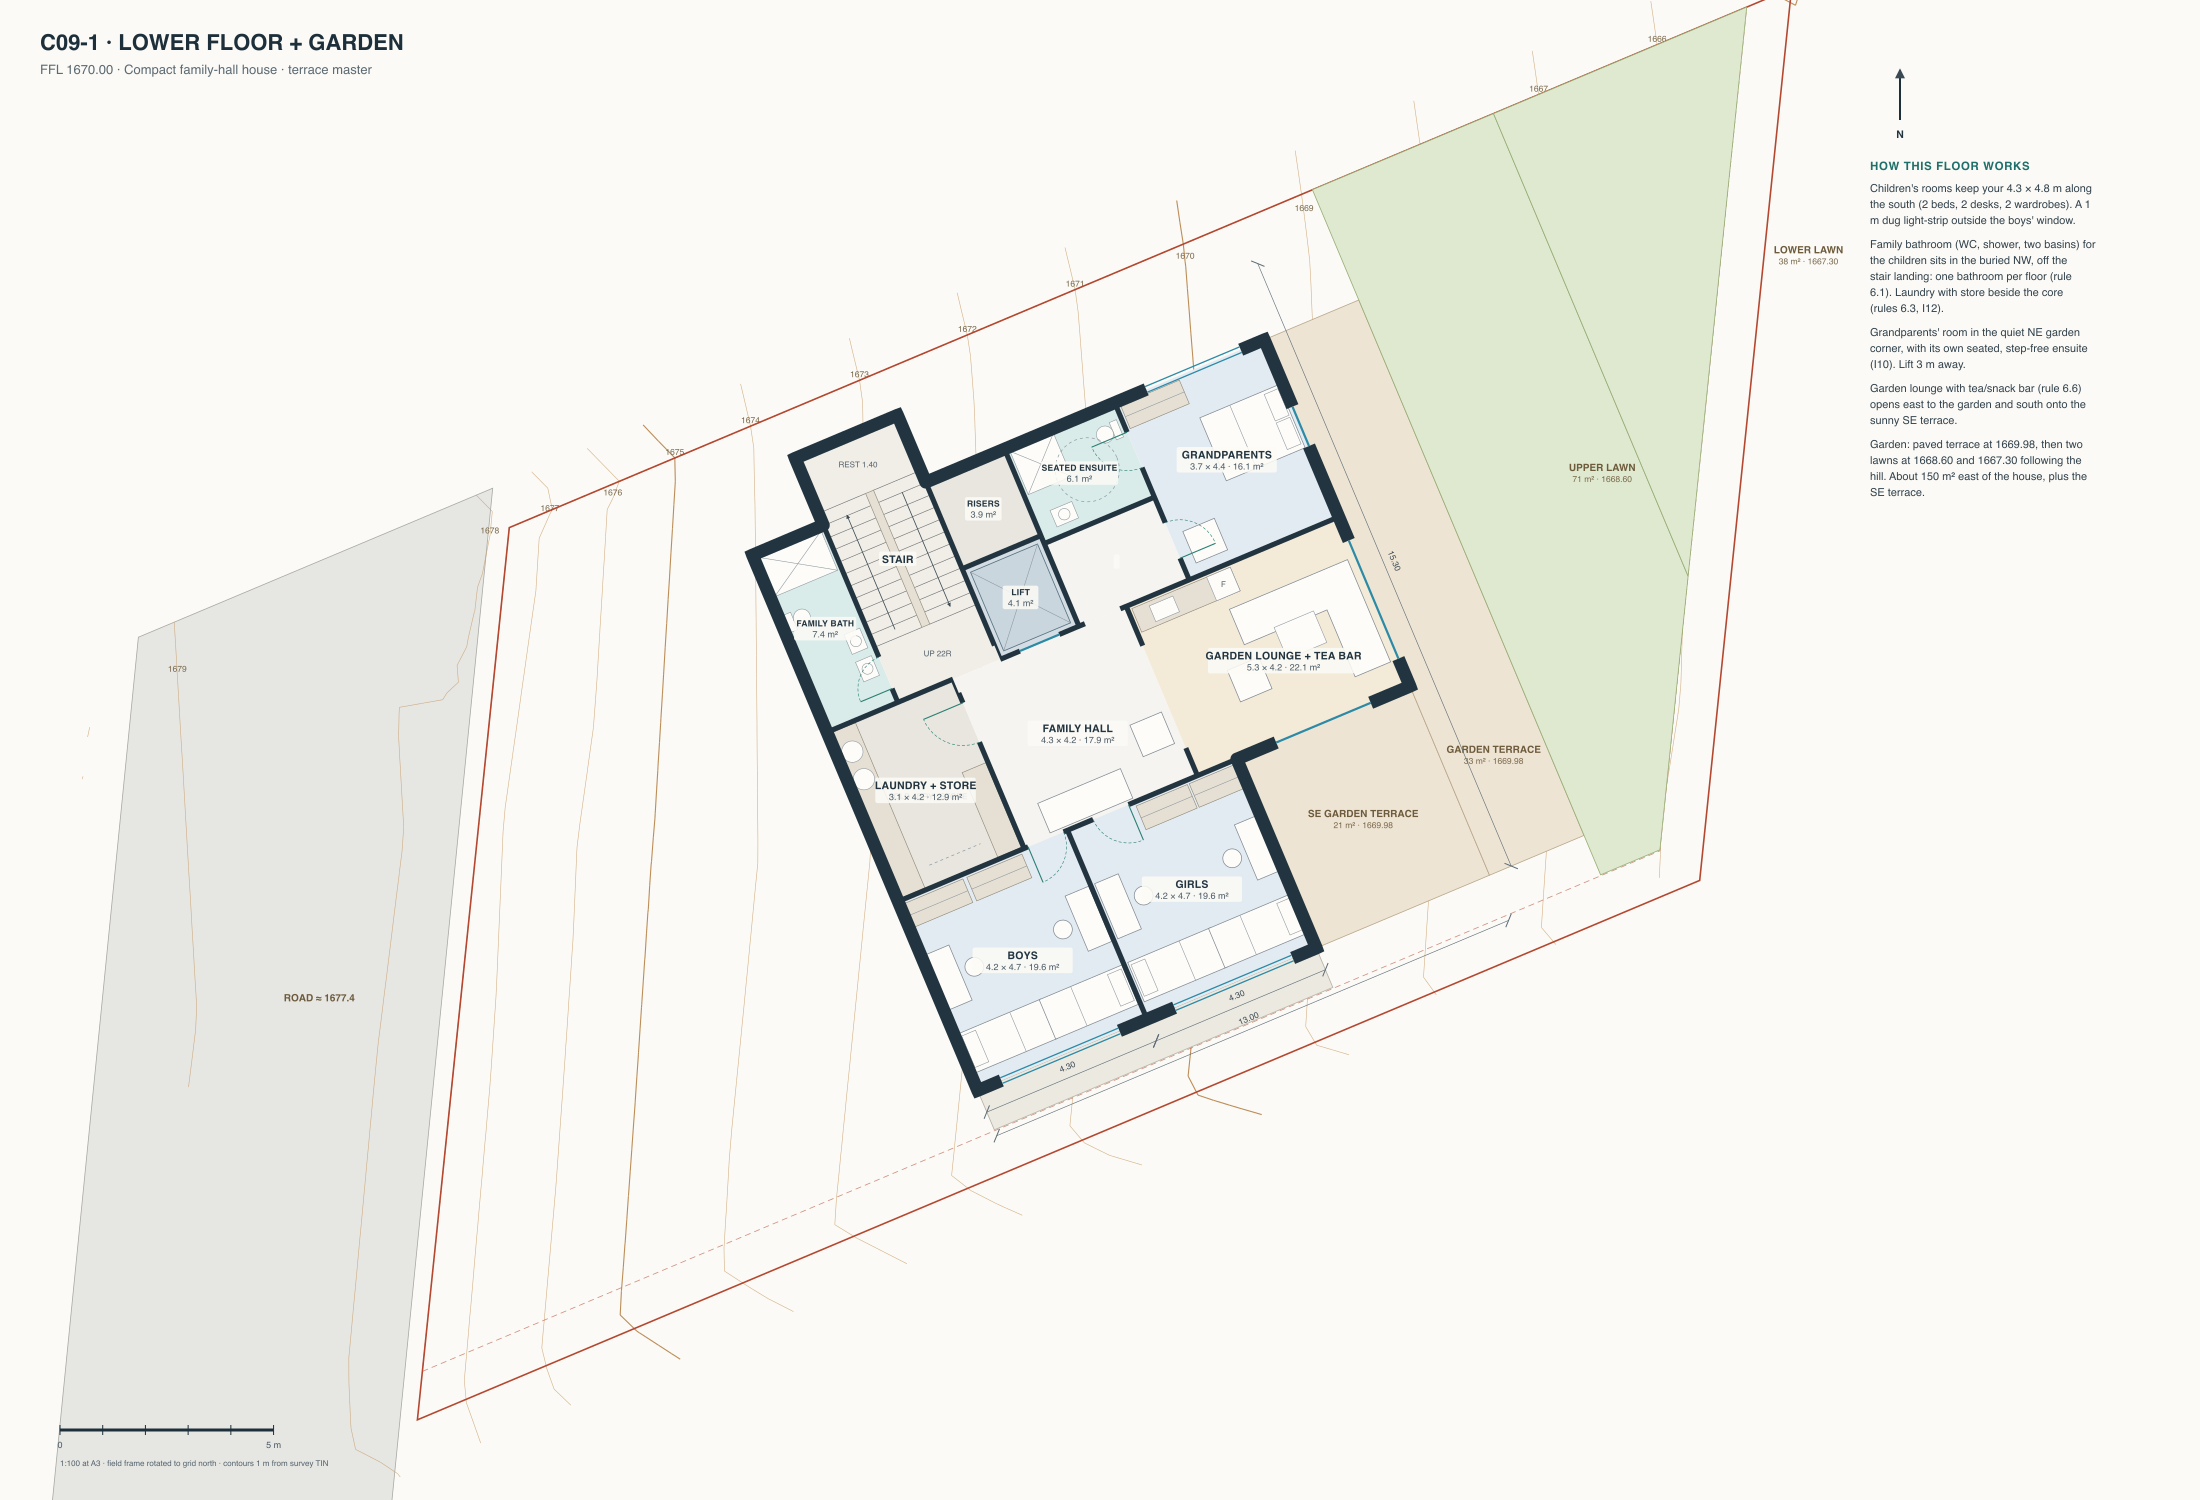 C09-1 · LOWER FLOOR + GARDEN
FFL 1670.00 · Compact family-hall house · terrace master
N
HOW THIS FLOOR WORKS
Children's rooms keep your 4.3 × 4.8 m along
the south (2 beds, 2 desks, 2 wardrobes). A 1
m dug light-strip outside the boys' window.
Family bathroom (WC, shower, two basins) for
the children sits in the buried NW, off the
stair landing: one bathroom per floor (rule
6.1). Laundry with store beside the core
(rules 6.3, I12).
Grandparents' room in the quiet NE garden
corner, with its own seated, step-free ensuite
(I10). Lift 3 m away.
Garden lounge with tea/snack bar (rule 6.6)
opens east to the garden and south onto the
sunny SE terrace.
Garden: paved terrace at 1669.98, then two
lawns at 1668.60 and 1667.30 following the
hill. About 150 m² east of the house, plus the
SE terrace.
1666
1667
1669
1670
1671
1672
1673
1674
1675
1676
1677
1678
1679
LOWER LAWN
38 m² · 1667.30
UPPER LAWN
71 m² · 1668.60
REST 1.40
STAIR
UP 22R
RISERS
3.9 m²
LIFT
4.1 m²
SEATED ENSUITE
6.1 m²
GRANDPARENTS
3.7 × 4.4 · 16.1 m²
F
FAMILY BATH
7.4 m²
GARDEN LOUNGE + TEA BAR
5.3 × 4.2 · 22.1 m²
FAMILY HALL
4.3 × 4.2 · 17.9 m²
LAUNDRY + STORE
3.1 × 4.2 · 12.9 m²
GARDEN TERRACE
33 m² · 1669.98
SE GARDEN TERRACE
21 m² · 1669.98
GIRLS
4.2 × 4.7 · 19.6 m²
BOYS
4.2 × 4.7 · 19.6 m²
15.30
4.30
13.00
4.30
ROAD ≈ 1677.4
0
5 m
1:100 at A3 · field frame rotated to grid north · contours 1 m from survey TIN